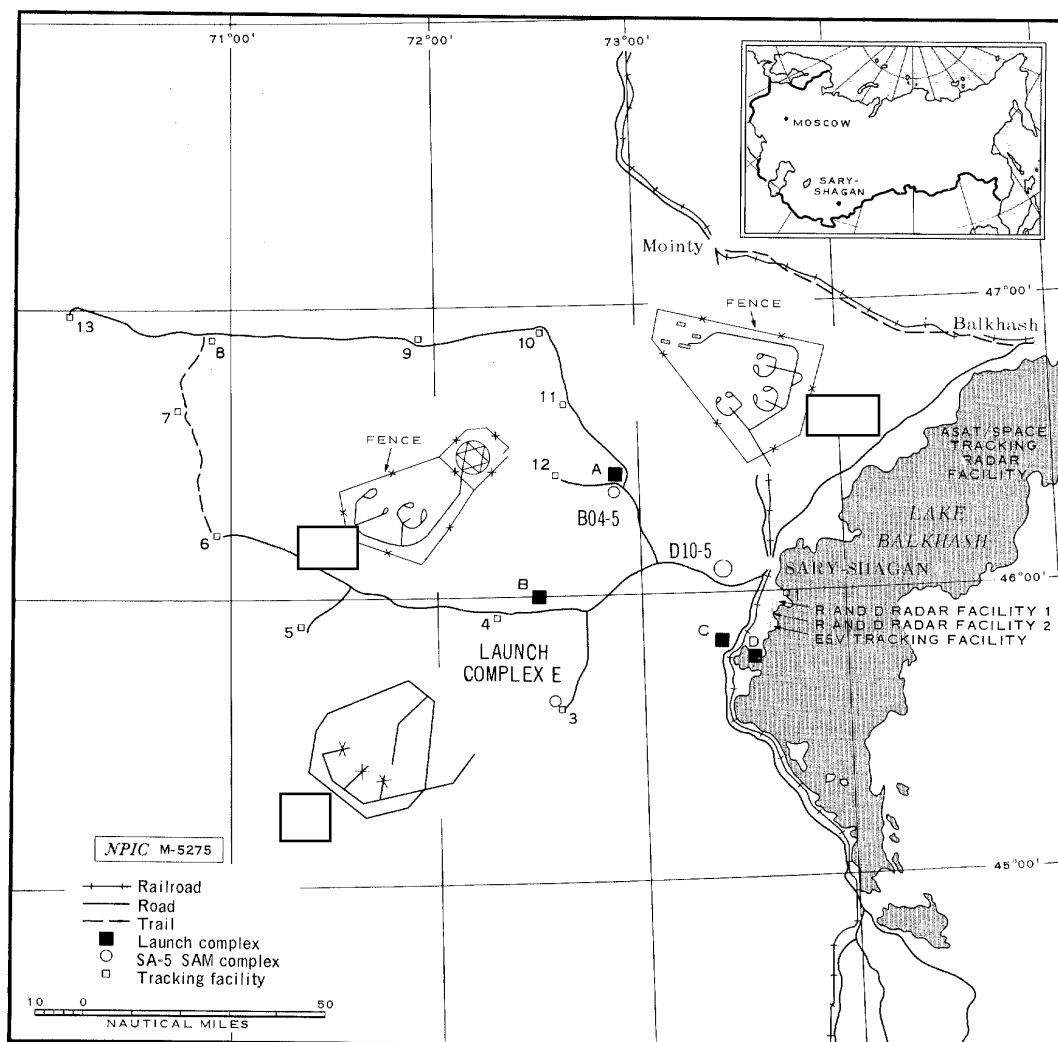 71°00'
72°00'
73°00'
MOSCOW
SARY-
SHAGAN
Mointy
47°00'
FENCE
Balkhash
13
8
9
10
7
11
ASAT/SPACE
TRACKING
RADAR
FACILITY
FENCE
12
A
B04-5
LAKE
BALKHASH
6
D10-5
SARY-SHAGAN
46°00'
B
R AND D RADAR FACILITY 1
R AND D RADAR FACILITY 2
ESV TRACKING FACILITY
5
4
C
D
LAUNCH
COMPLEX E
3
NPIC M-5275
45°00'
Railroad
Road
Trail
Launch complex
SA-5 SAM complex
Tracking facility
10 0 50
NAUTICAL MILES